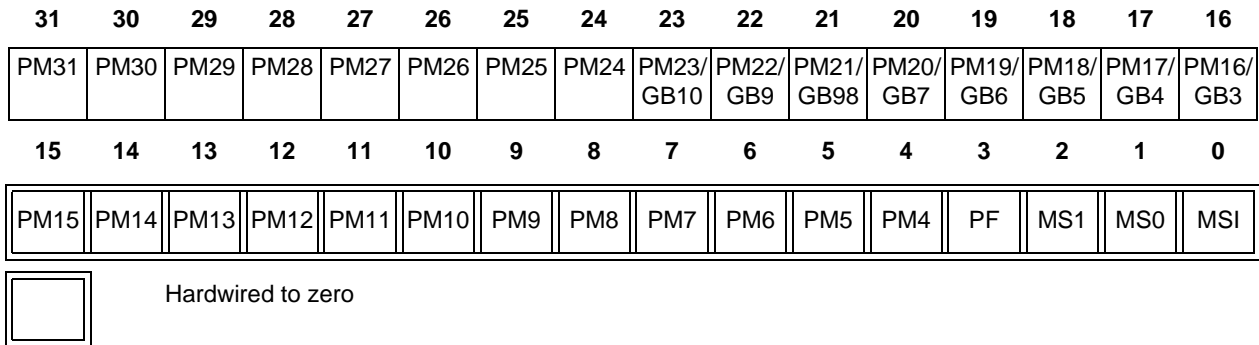 31 30 29 28 27 26 25 24 23 22 21 20 19 18 17 16
PM31 PM30 PM29 PM28 PM27 PM26 PM25 PM24 PM23/ PM22/ PM21/ PM20/ PM19/ PM18/ PM17/ PM16/
GB10 GB9 GB98 GB7 GB6 GB5 GB4 GB3
15 14 13 12 11 10 9 8 7 6 5 4 3 2 1 0
PM15 PM14 PM13 PM12 PM11 PM10 PM9 PM8 PM7 PM6 PM5 PM4 PF MS1 MS0 MSI
Hardwired to zero